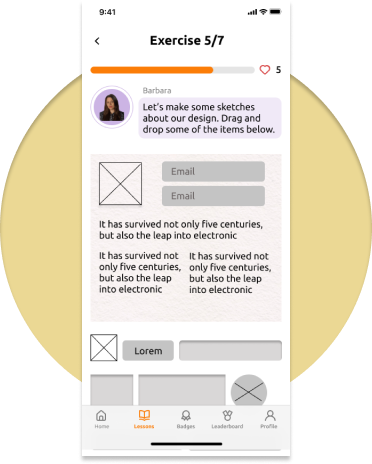 9:41
Exercise 5/7
5
Barbara
Let's make some sketches
about our design. Drag and
drop some of the items below.
Email
Email
It has survived not only five centuries,
but also the leap into electronic
It has survived not
only five centuries,
but also the leap
into electronic
It has survived not
only five centuries,
but also the leap
into electronic
Lorem
Home
Lessons
Badges
Leaderboard
Profile